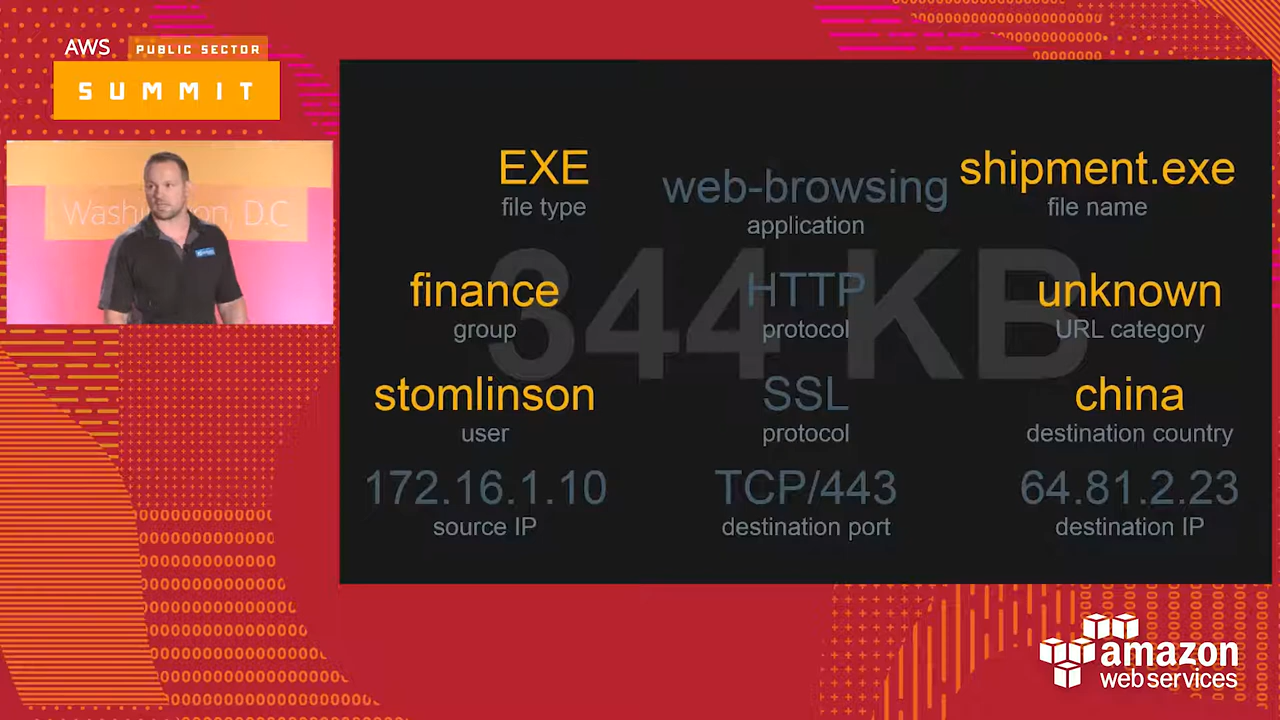 AWS PUBLIC SECTOR
SUMMIT
Washington, D.C
EXE
file type
web-browsing
application
shipment.exe
file name
344 KB
finance
group
HTTP
protocol
unknown
URL category
stomlinson
user
SSL
protocol
china
destination country
172.16.1.10
source IP
TCP/443
destination port
64.81.2.23
destination IP
amazon
web services